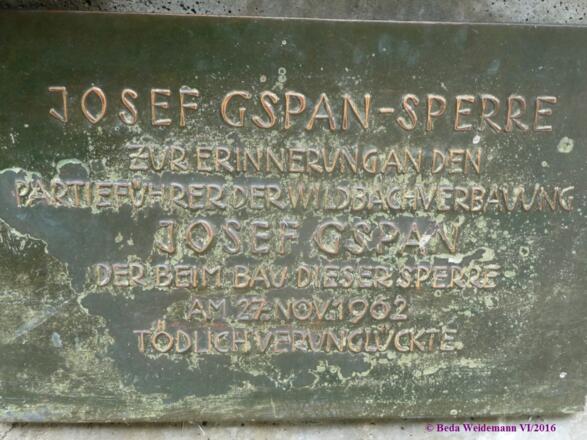 JOSEF GSPAN-SPERRE
ZUR ERINNERUNG AN DEN
PARTIEFÜHRER DER WILDBACHVERBAUUNG
JOSEF GSPAN
DER BEIM BAU DIESER SPERRE
AM 27. NOV. 1962
TÖDLICH VERUNGLÜCKTE.
© Beda Weidemann VI/2016